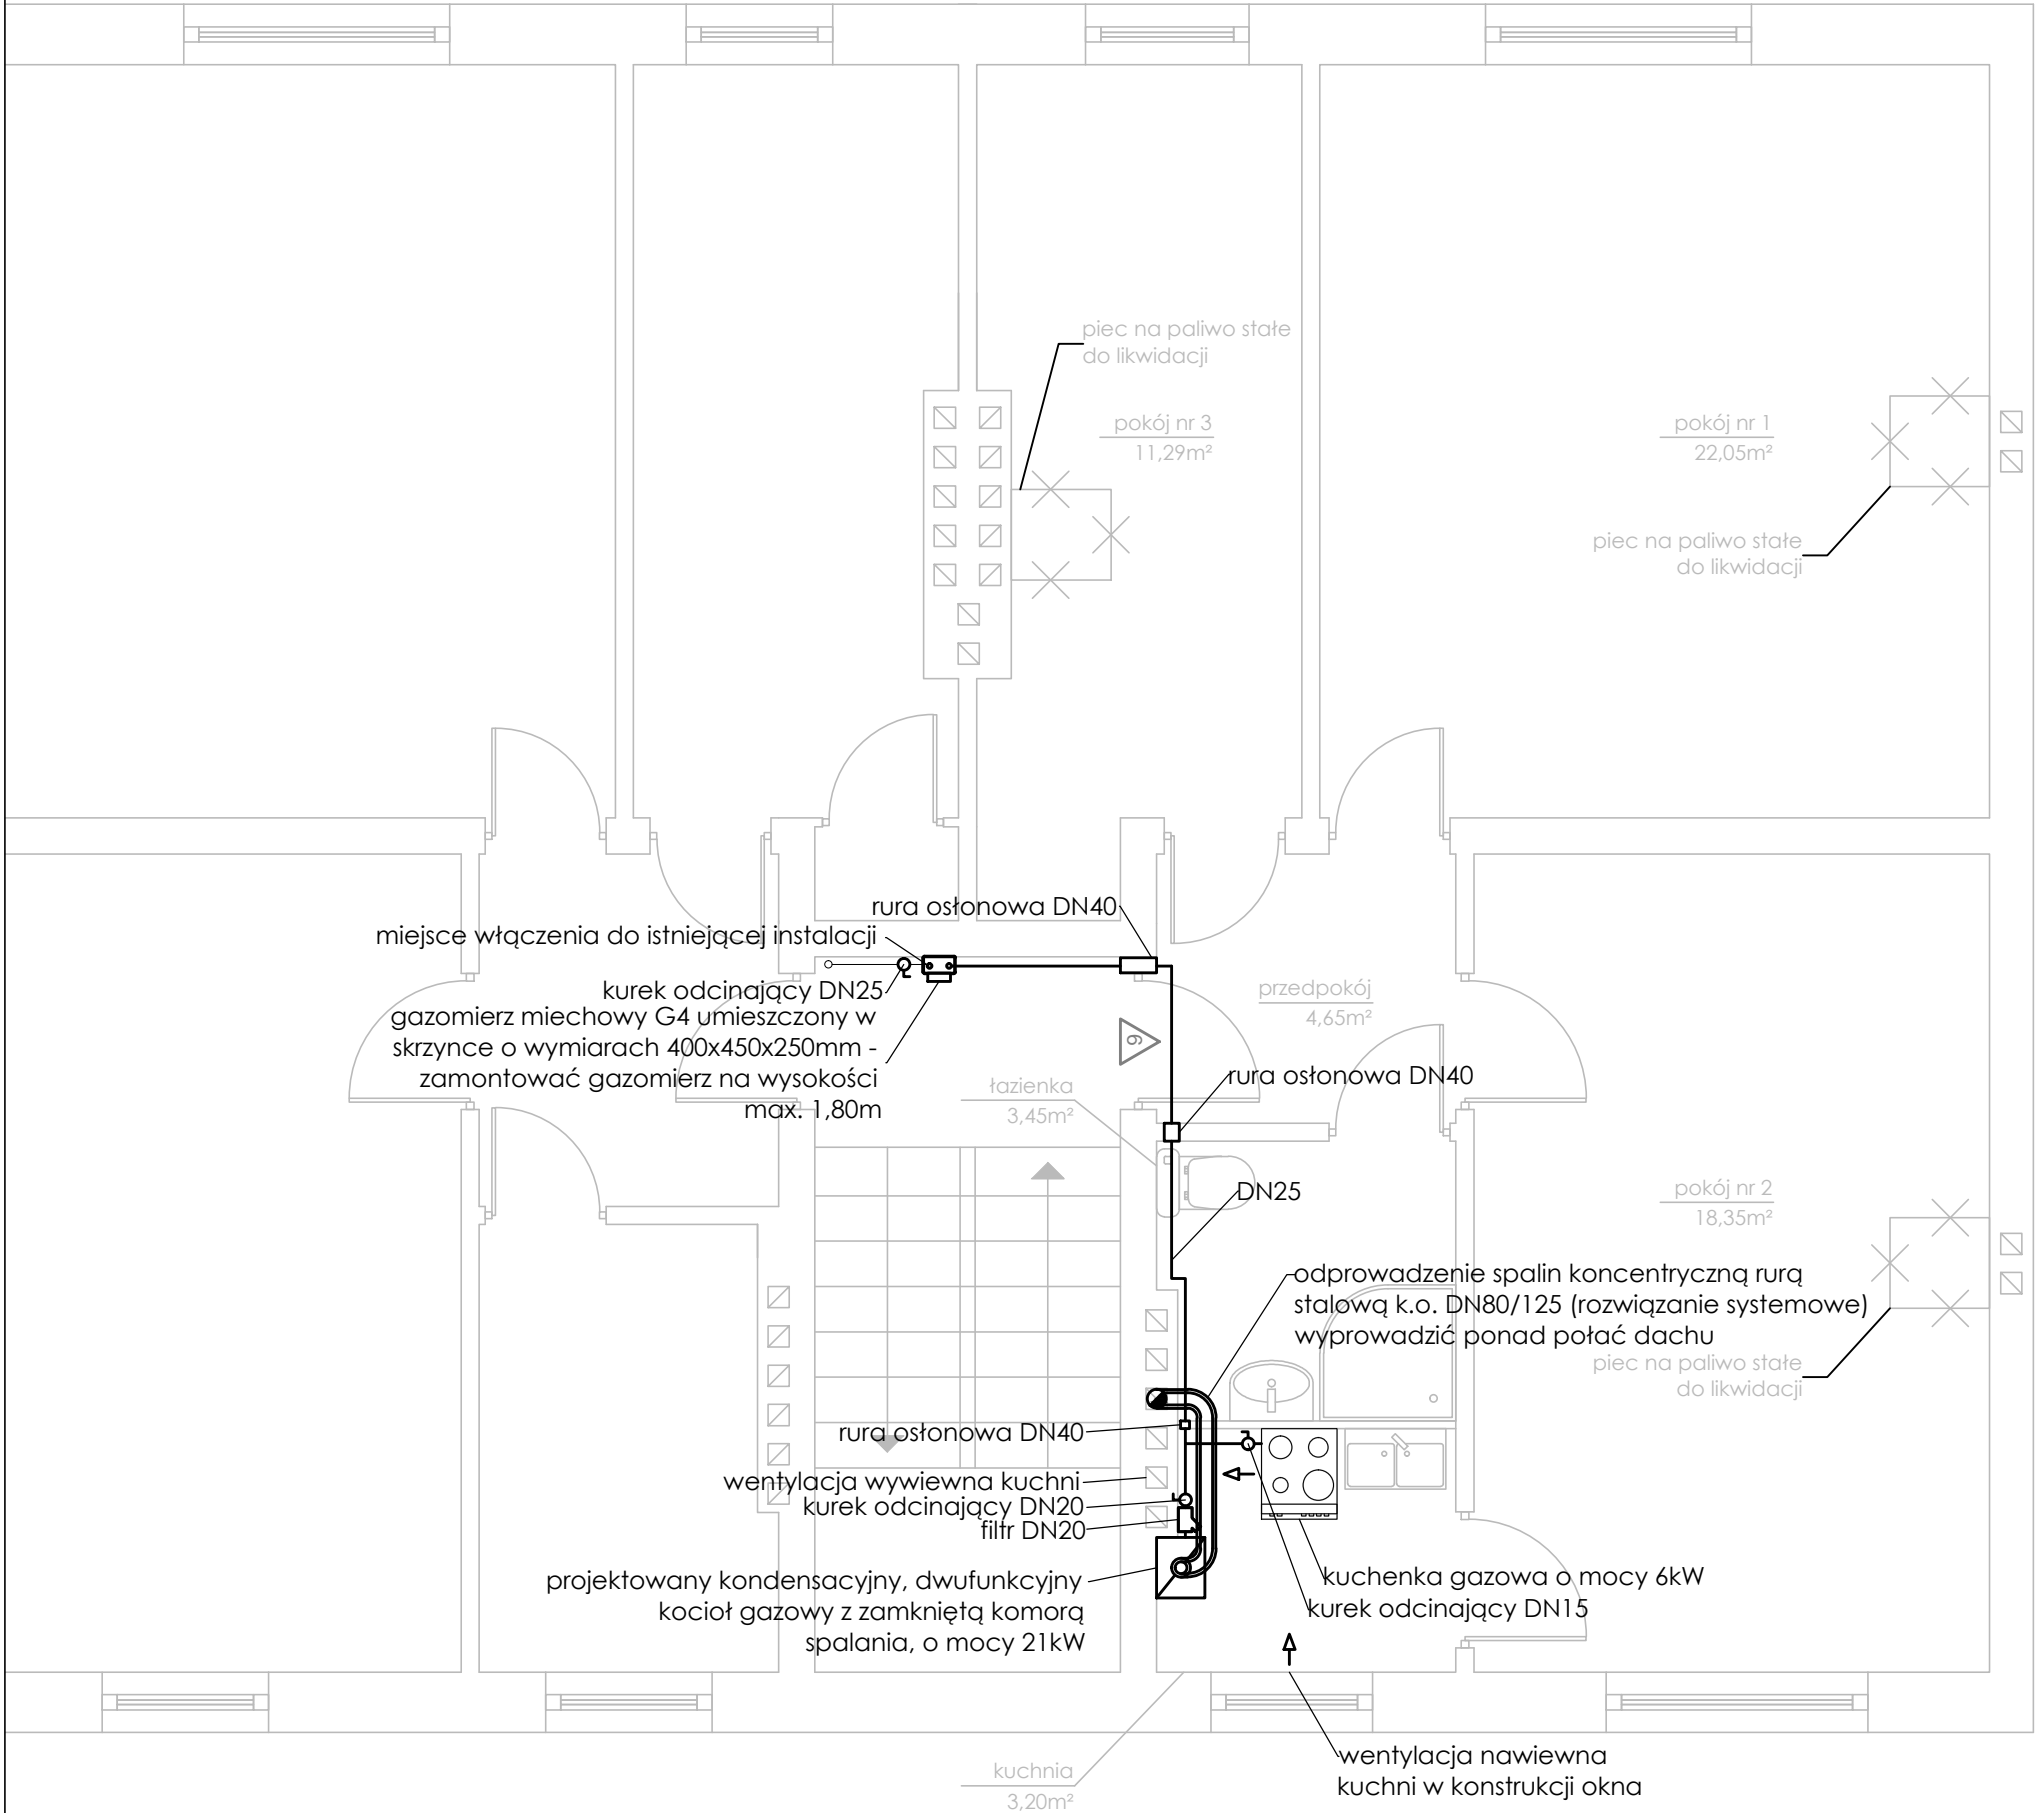 piec na paliwo stałe
do likwidacji
pokój nr 3
11,29m²
pokój nr 1
22,05m²
piec na paliwo stałe
do likwidacji
rura osłonowa DN40
miejsce włączenia do istniejącej instalacji
kurek odcinający DN25
gazomierz miechowy G4 umieszczony w
skrzynce o wymiarach 400x450x250mm -
zamontować gazomierz na wysokości
max. 1,80m
przedpokój
4,65m²
9
rura osłonowa DN40
łazienka
3,45m²
DN25
pokój nr 2
18,35m²
odprowadzenie spalin koncentryczną rurą
stalową k.o. DN80/125 (rozwiązanie systemowe)
wyprowadzić ponad połać dachu
piec na paliwo stałe
do likwidacji
rura osłonowa DN40
wentylacja wywiewna kuchni
kurek odcinający DN20
filtr DN20
projektowany kondensacyjny, dwufunkcyjny
kocioł gazowy z zamkniętą komorą
spalania, o mocy 21kW
kuchenka gazowa o mocy 6kW
kurek odcinający DN15
wentylacja nawiewna
kuchni w konstrukcji okna
kuchnia
3,20m²